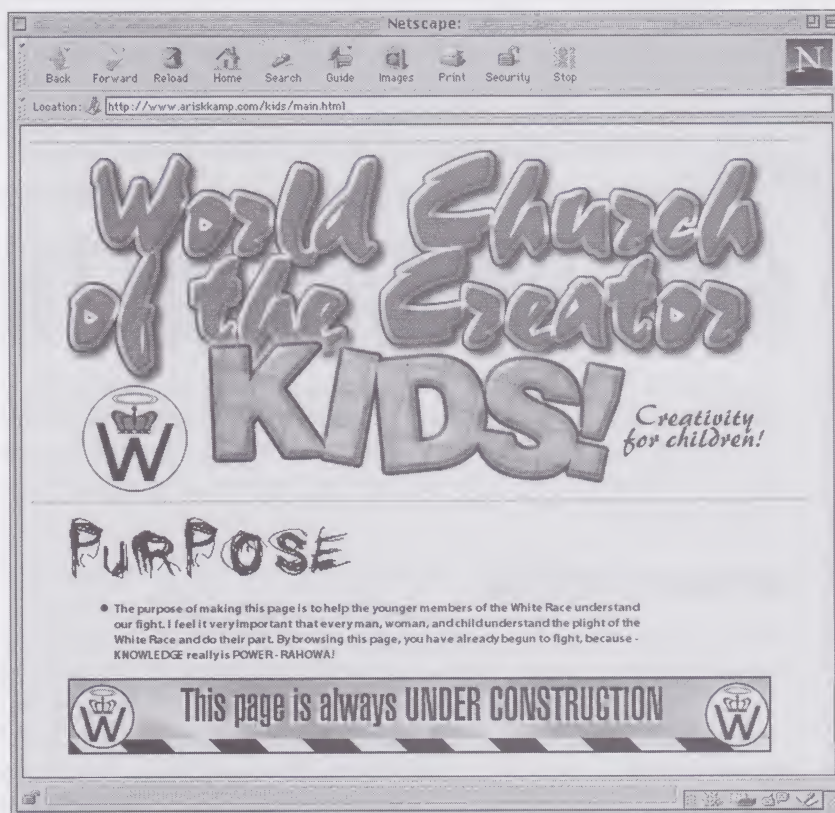 Netscape:
Back Forward Reload Home Search Guide Images Print Security Stop
N
Location: http://www.ariskkamp.com/kids/main.html
World Church
of the Creator
KIDS!
W
Creativity
for children!
PURPOSE
• The purpose of making this page is to help the younger members of the White Race understand
our fight. I feel it very important that every man, woman, and child understand the plight of the
White Race and do their part. By browsing this page, you have already begun to fight, because -
KNOWLEDGE really is POWER - RAHOWA!
W This page is always UNDER CONSTRUCTION W